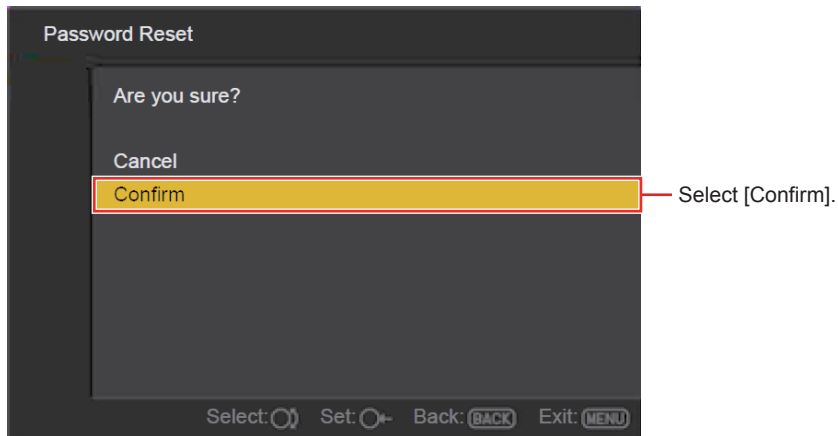 Password Reset
Are you sure?
Cancel
Confirm
Select [Confirm].
Select: Set: Back: BACK Exit: MENU